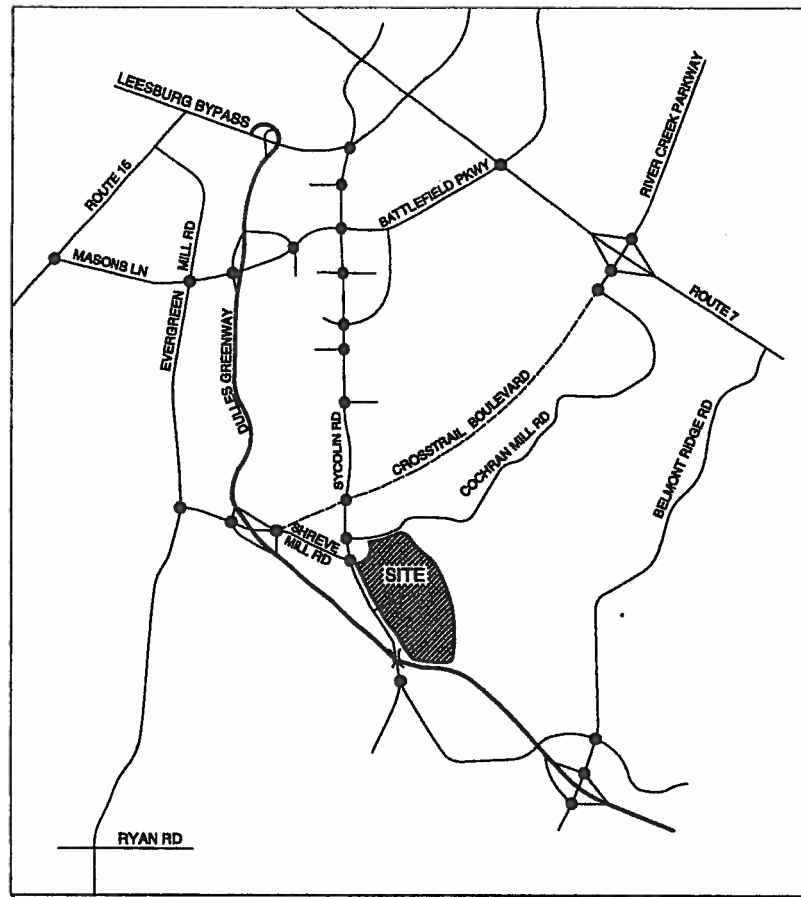 LEESBURG BYPASS
RIVER CREEK PARKWAY
ROUTE 15
BATTLEFIELD PKWY
MASONS LN
MILL RD
EVERGREEN
ROUTE 7
DULLES GREENWAY
CROSSTRAIL BOULEVARD
SYCOLIN RD
COCHRAN MILL RD
BELMONT RIDGE RD
SHREVE
MILL RD
SITE
RYAN RD